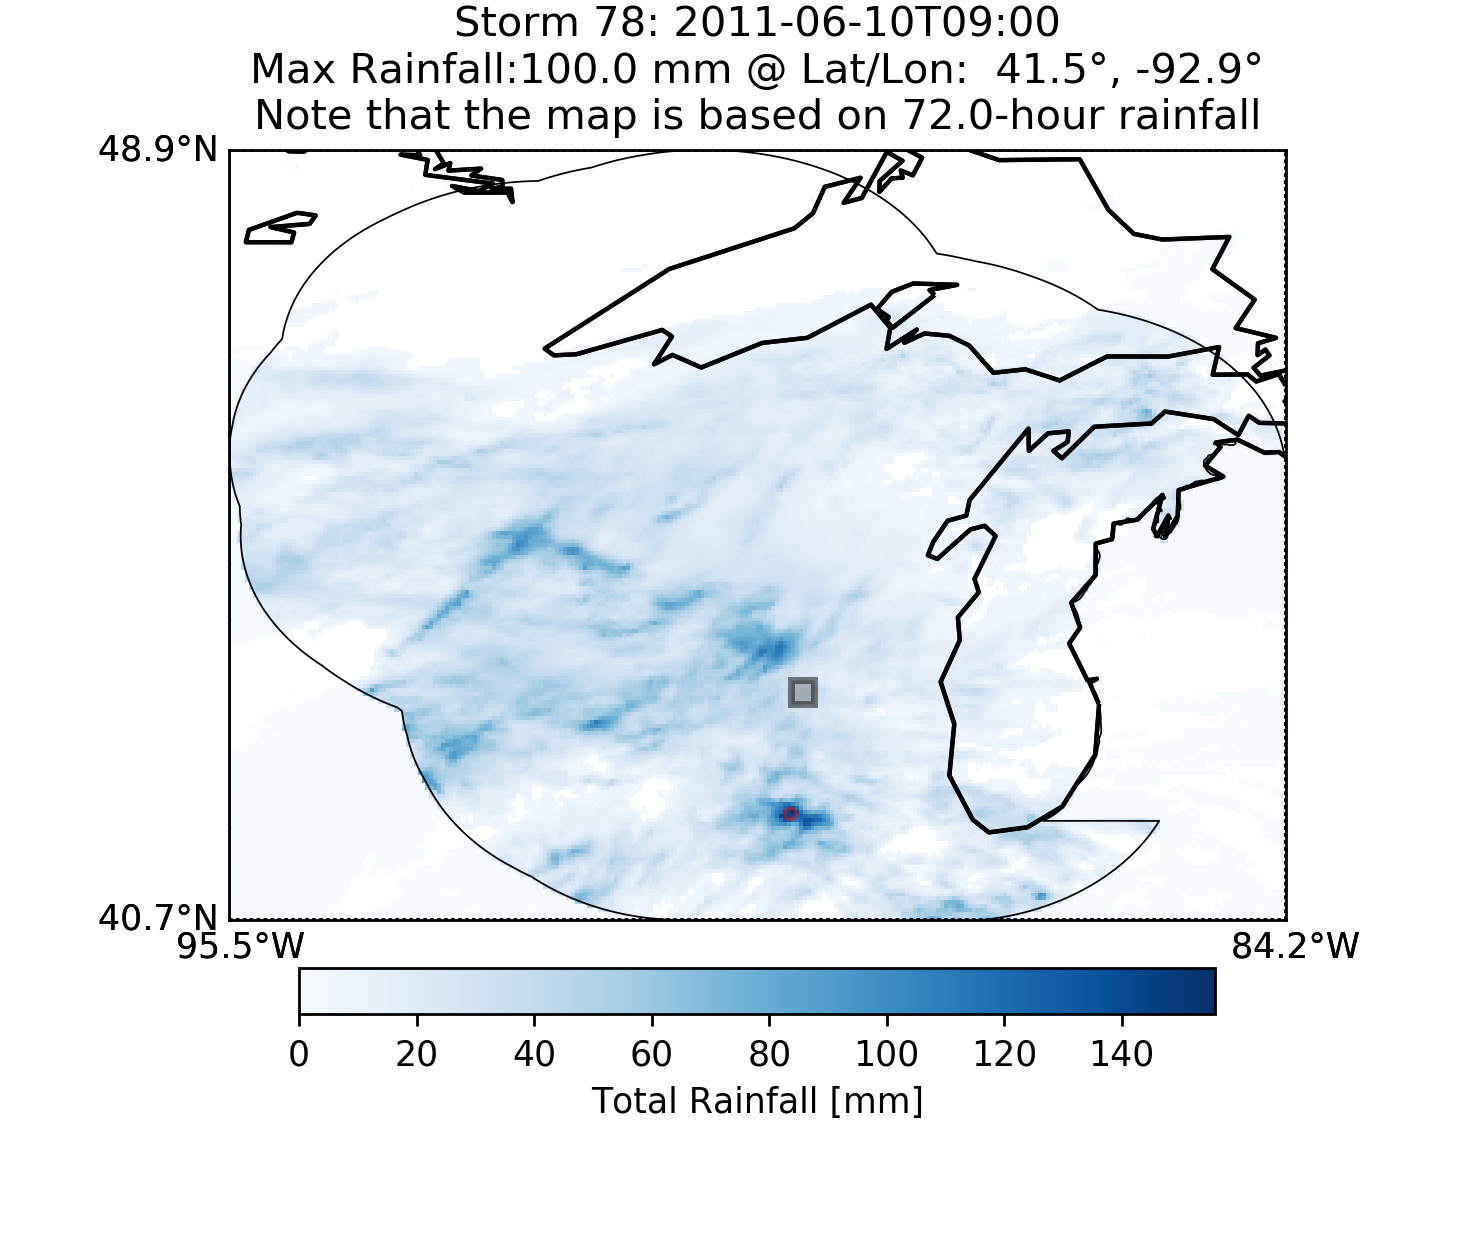 Storm 78: 2011-06-10T09:00
Max Rainfall:100.0 mm @ Lat/Lon:  41.5°, -92.9°
Note that the map is based on 72.0-hour rainfall
48.9°N
40.7°N
95.5°W 84.2°W
0 20 40 60 80 100 120 140
Total Rainfall [mm]